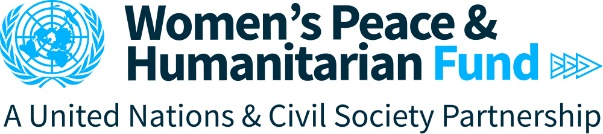 Women's Peace &
Humanitarian Fund
A United Nations & Civil Society Partnership